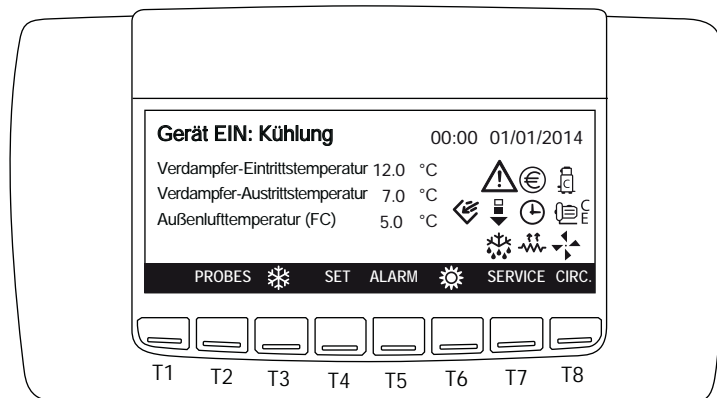 Gerät EIN: Kühlung 00:00 01/01/2014
Verdampfer-Eintrittstemperatur 12.0 °C
Verdampfer-Austrittstemperatur 7.0 °C
Außenlufttemperatur (FC) 5.0 °C
€ C
C
E
PROBES SET ALARM SERVICE CIRC.
T1 T2 T3 T4 T5 T6 T7 T8